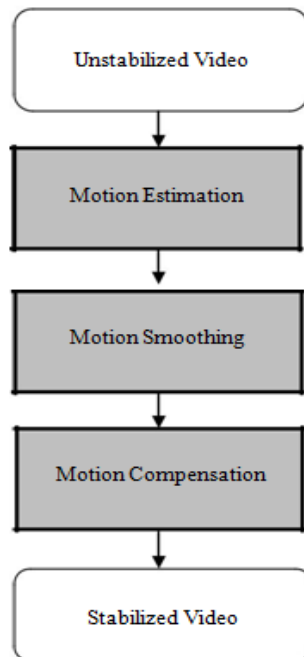 Unstabilized Video
Motion Estimation
Motion Smoothing
Motion Compensation
Stabilized Video